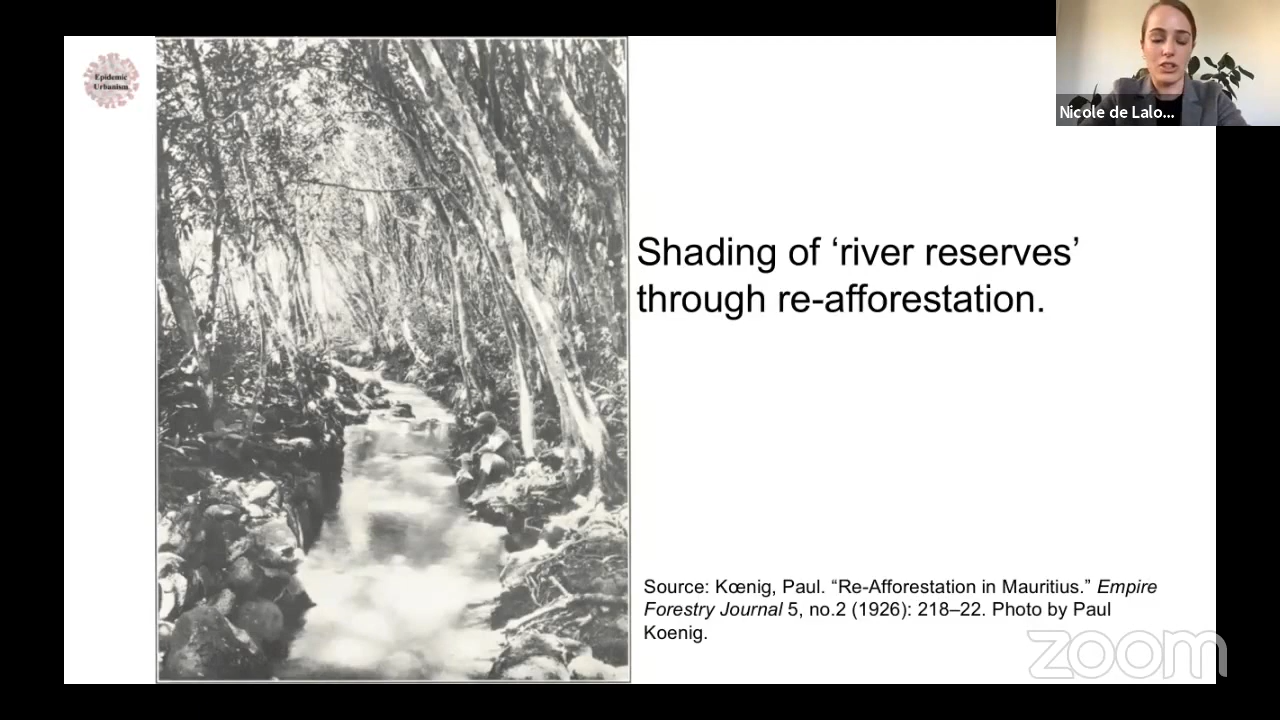 Epidemic
Urbanism
Nicole de Lalo...
Shading of ‘river reserves’
through re-afforestation.
Source: Kœnig, Paul. “Re-Afforestation in Mauritius.” Empire
Forestry Journal 5, no.2 (1926): 218–22. Photo by Paul
Koenig.
zoom